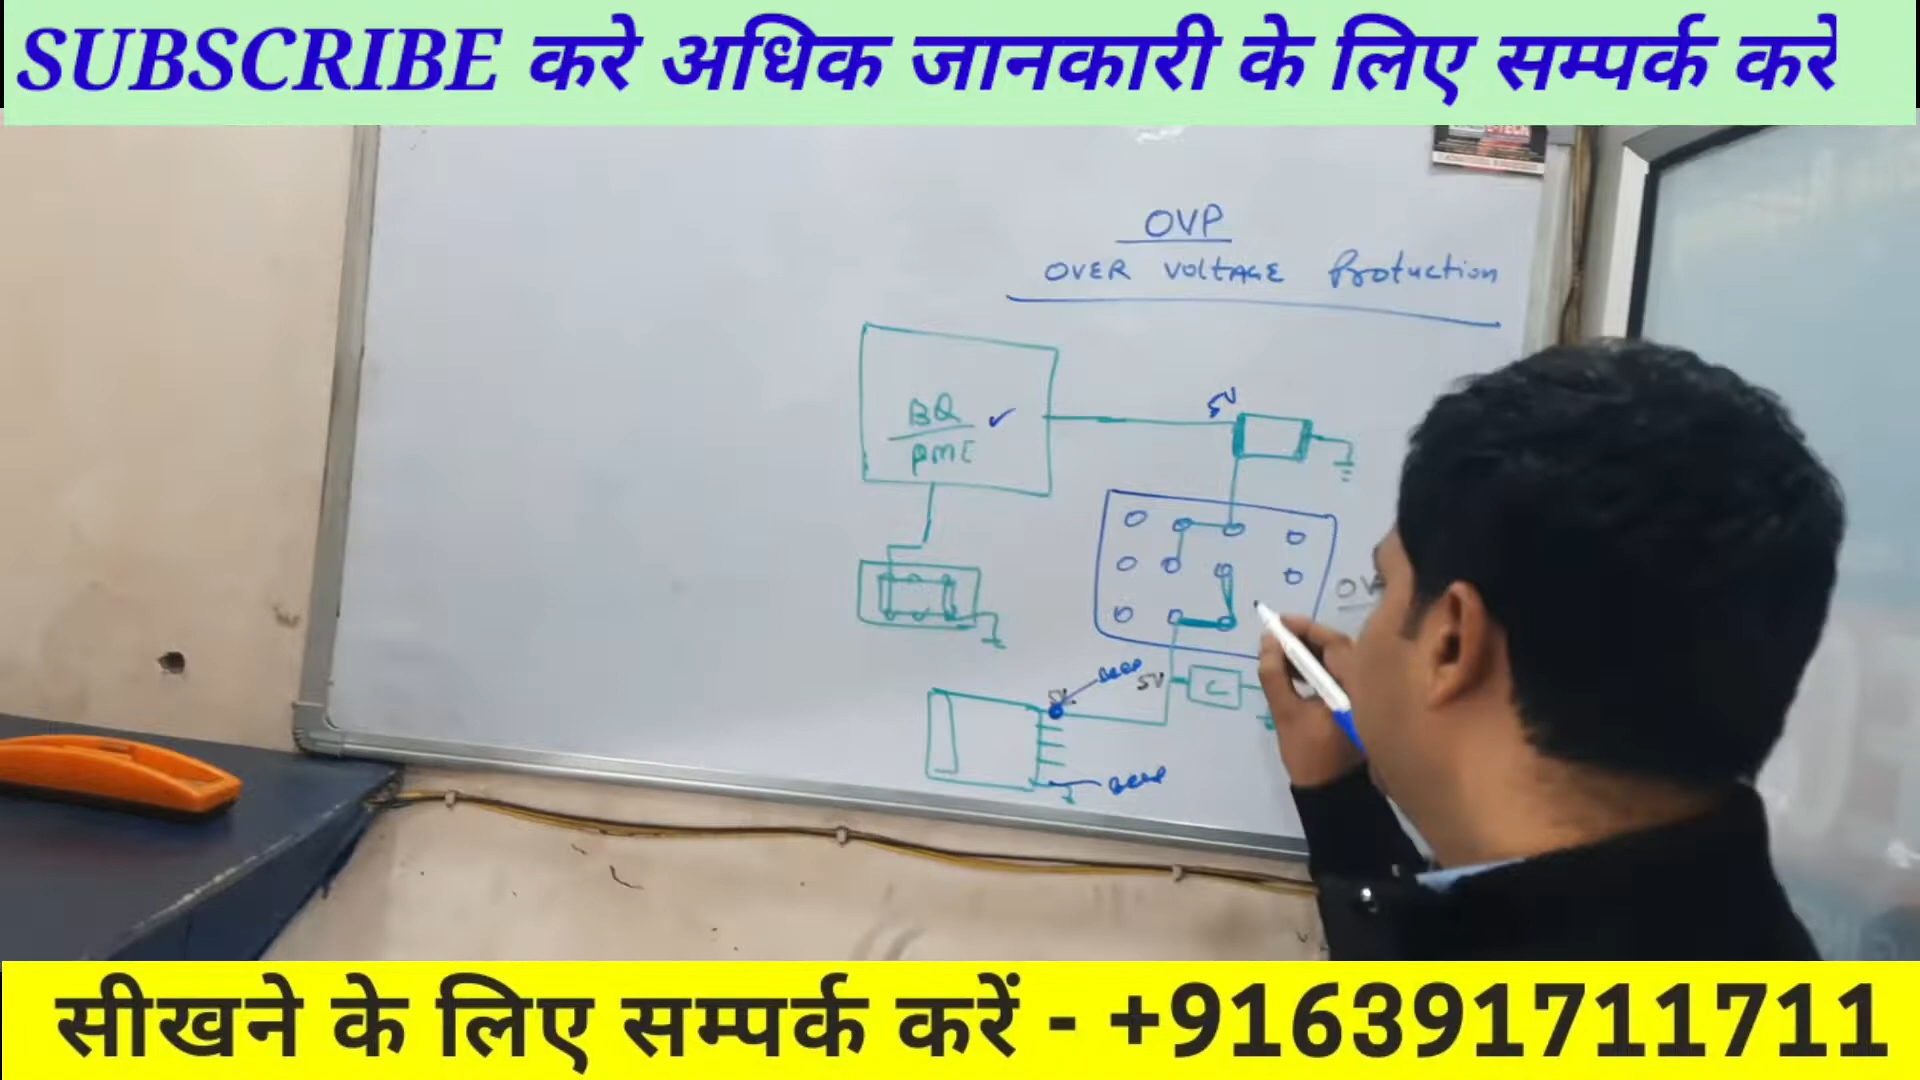 SUBSCRIBE करे अधिक जानकारी के लिए सम्पर्क करे
OVP
OVER VOLTAGE Protuction
BQ
PMI
5V
5V
5V
C
सीखने के लिए सम्पर्क करें - +916391711711